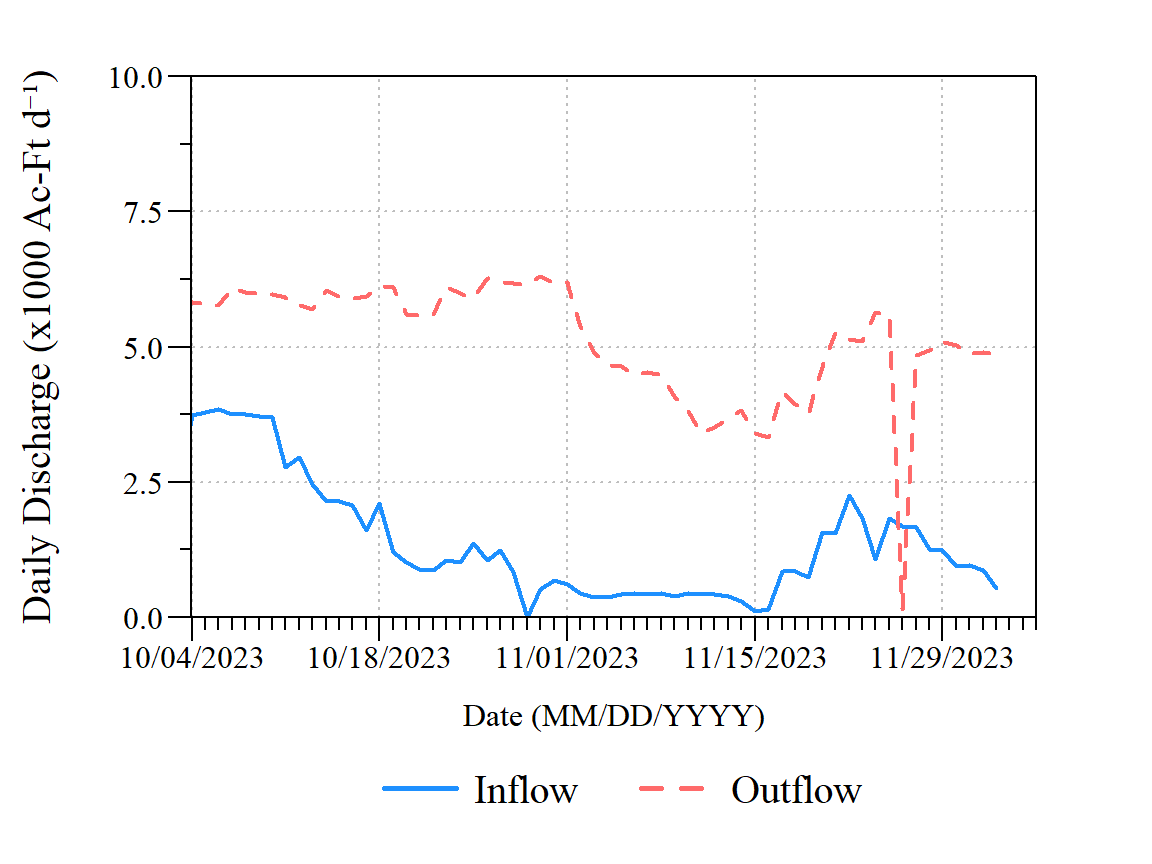 Daily Discharge (x1000 Ac-Ft d⁻¹)
10.0
7.5
5.0
2.5
0.0
10/04/2023 10/18/2023 11/01/2023 11/15/2023 11/29/2023
Date (MM/DD/YYYY)
Inflow Outflow